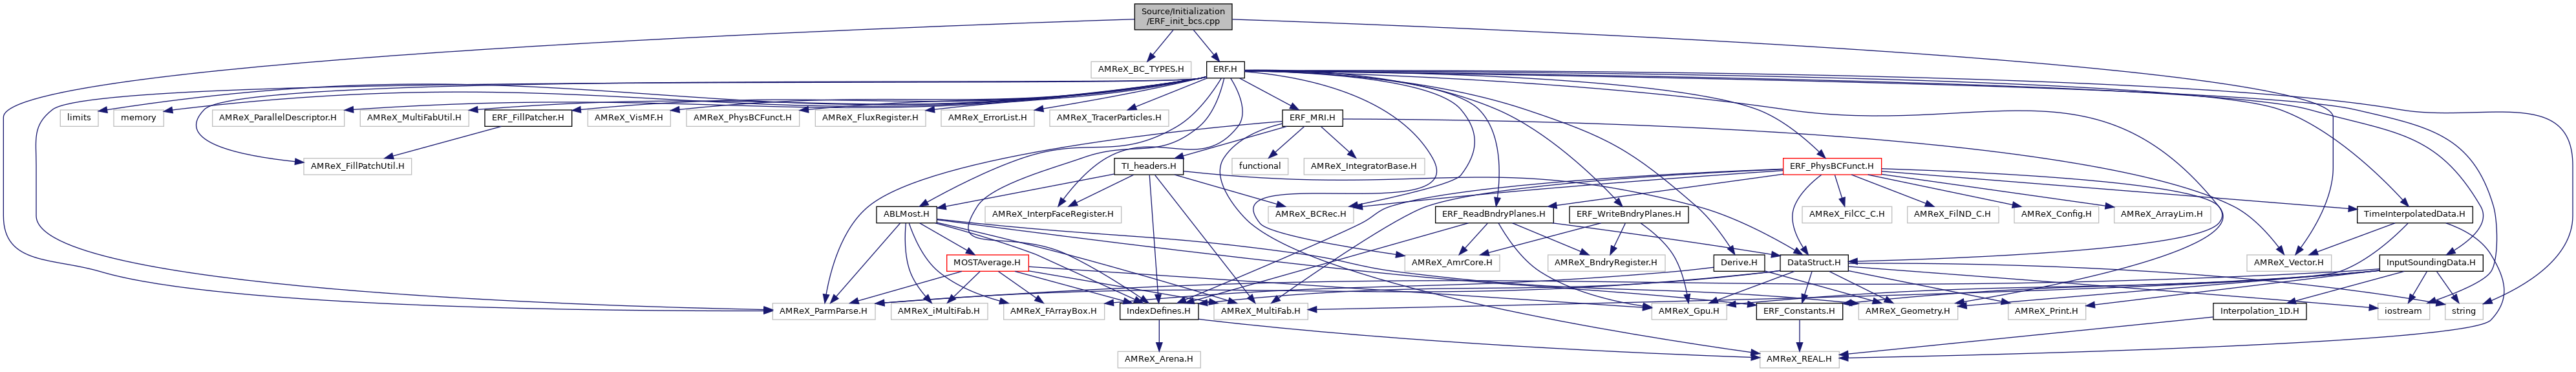 Source/Initialization
/ERF_init_bcs.cpp
AMReX_BC_TYPES.H
ERF.H
limits
memory
AMReX_ParallelDescriptor.H
AMReX_MultiFabUtil.H
ERF_FillPatcher.H
AMReX_VisMF.H
AMReX_PhysBCFunct.H
AMReX_FluxRegister.H
AMReX_ErrorList.H
AMReX_TracerParticles.H
ERF_MRI.H
AMReX_FillPatchUtil.H
TI_headers.H
functional
AMReX_IntegratorBase.H
ERF_PhysBCFunct.H
ABLMost.H
AMReX_InterpFaceRegister.H
AMReX_BCRec.H
ERF_ReadBndryPlanes.H
ERF_WriteBndryPlanes.H
AMReX_FilCC_C.H
AMReX_FilND_C.H
AMReX_Config.H
AMReX_ArrayLim.H
TimeInterpolatedData.H
MOSTAverage.H
AMReX_AmrCore.H
AMReX_BndryRegister.H
Derive.H
DataStruct.H
AMReX_Vector.H
InputSoundingData.H
AMReX_ParmParse.H
AMReX_iMultiFab.H
AMReX_FArrayBox.H
IndexDefines.H
AMReX_MultiFab.H
AMReX_Gpu.H
ERF_Constants.H
AMReX_Geometry.H
AMReX_Print.H
Interpolation_1D.H
iostream
string
AMReX_Arena.H
AMReX_REAL.H